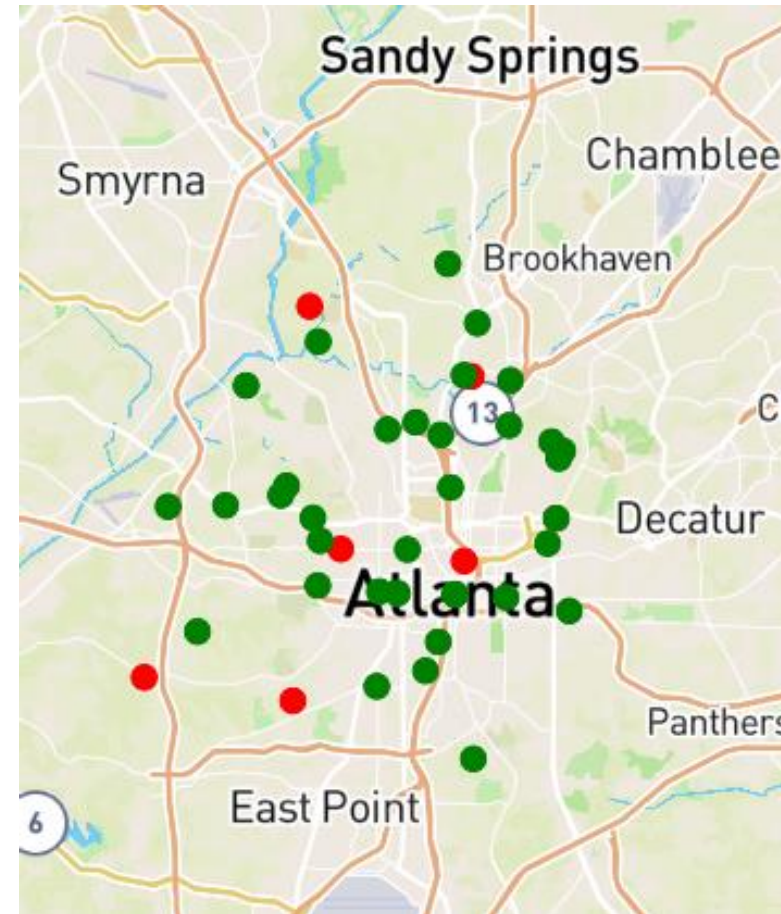 Sandy Springs
Chamblee
Smyrna
Brookhaven
13
C
Decatur
Atlanta
Panthers
East Point
6